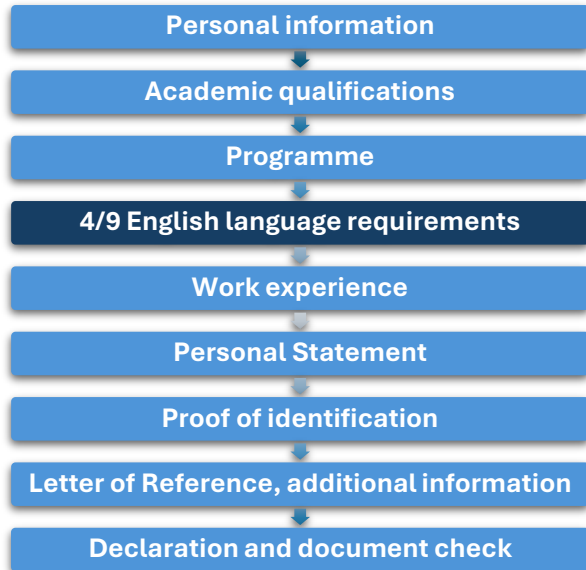 Personal information
Academic qualifications
Programme
4/9 English language requirements
Work experience
Personal Statement
Proof of identification
Letter of Reference, additional information
Declaration and document check